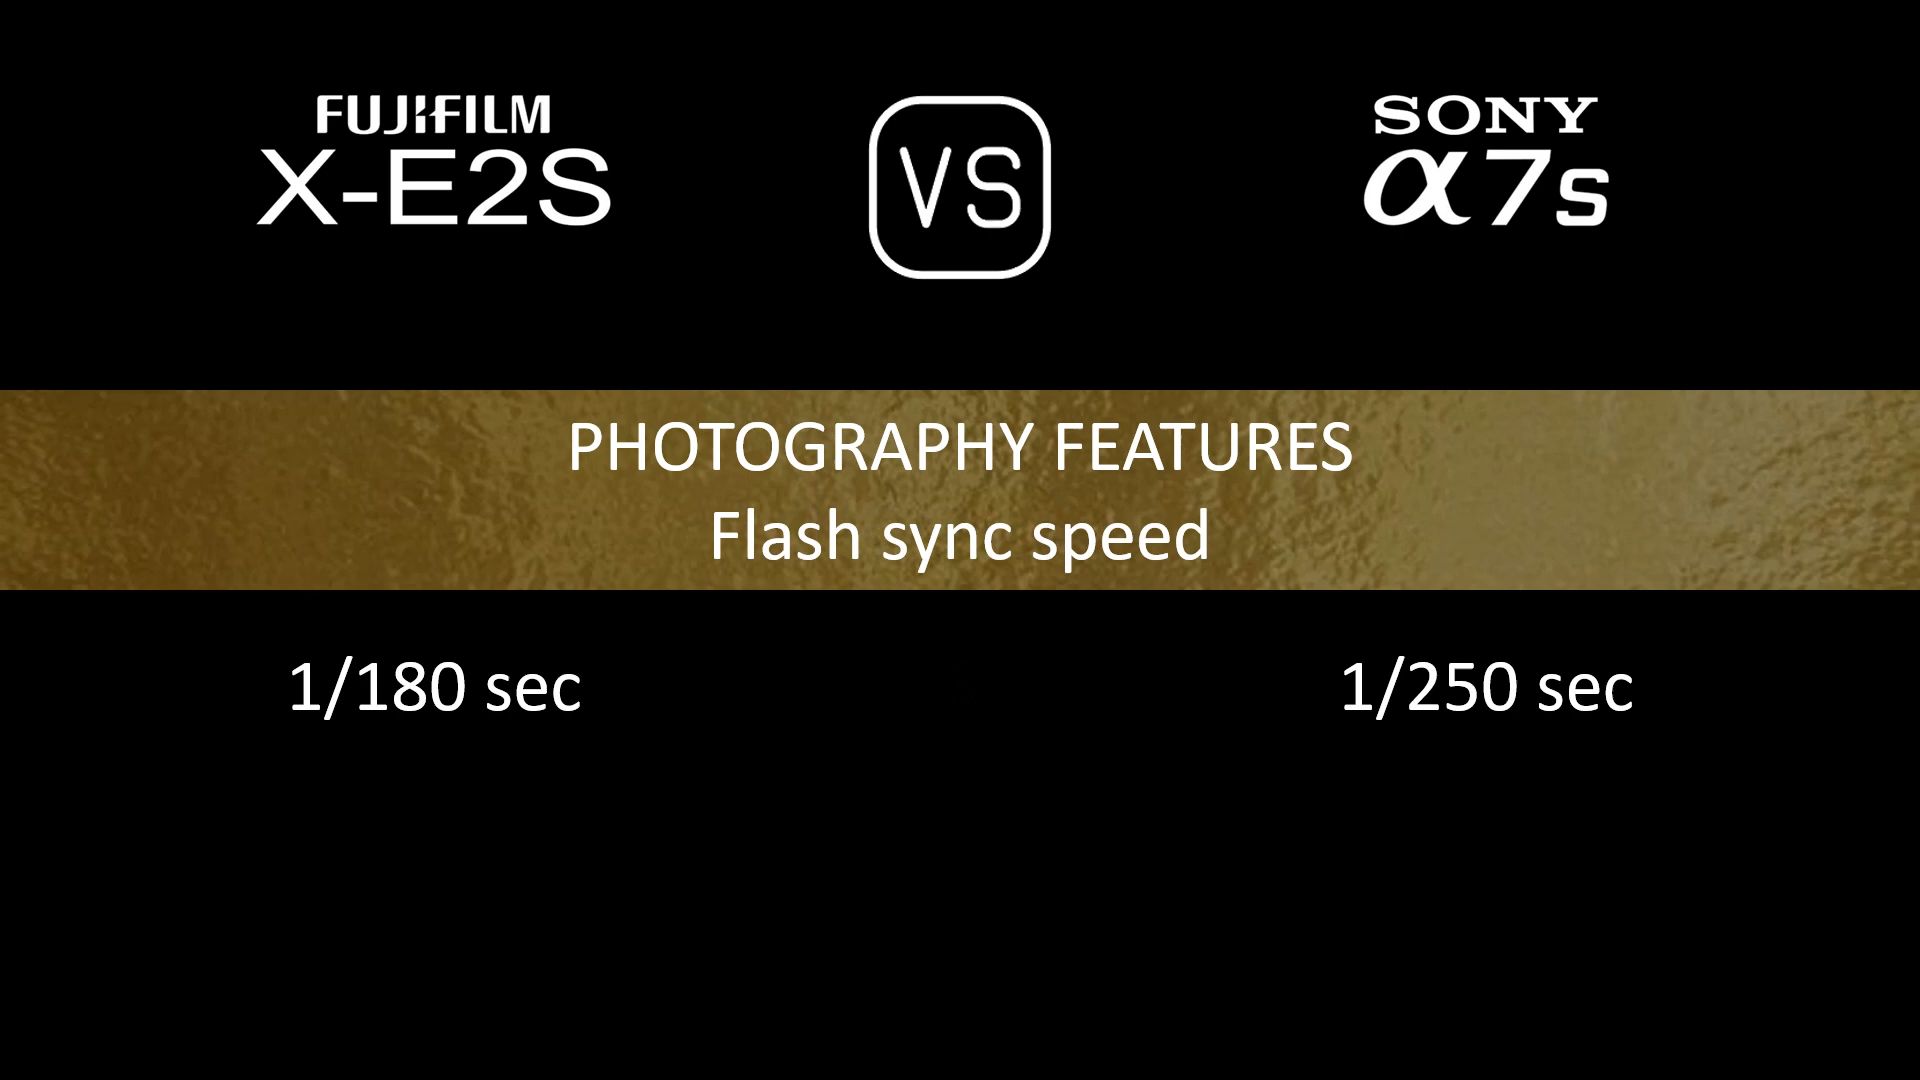 FUJIFILM
X-E2S
VS
SONY
α7s
PHOTOGRAPHY FEATURES
Flash sync speed
1/180 sec
1/250 sec